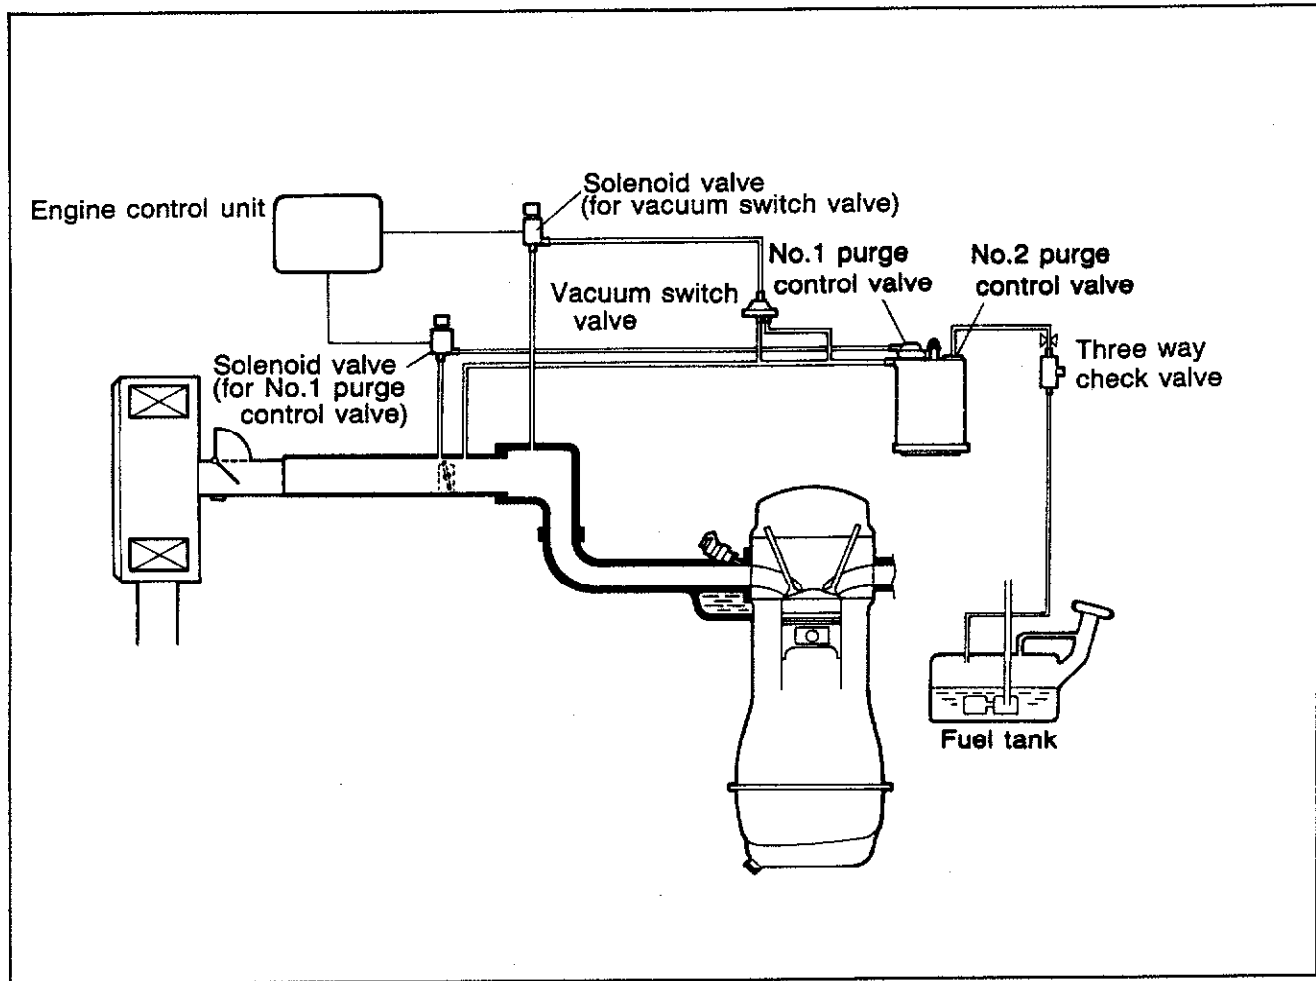 Engine control unit
Solenoid valve
(for vacuum switch valve)
No.1 purge
control valve
No.2 purge
control valve
Vacuum switch
valve
Three way
check valve
Solenoid valve
(for No.1 purge
control valve)
Fuel tank